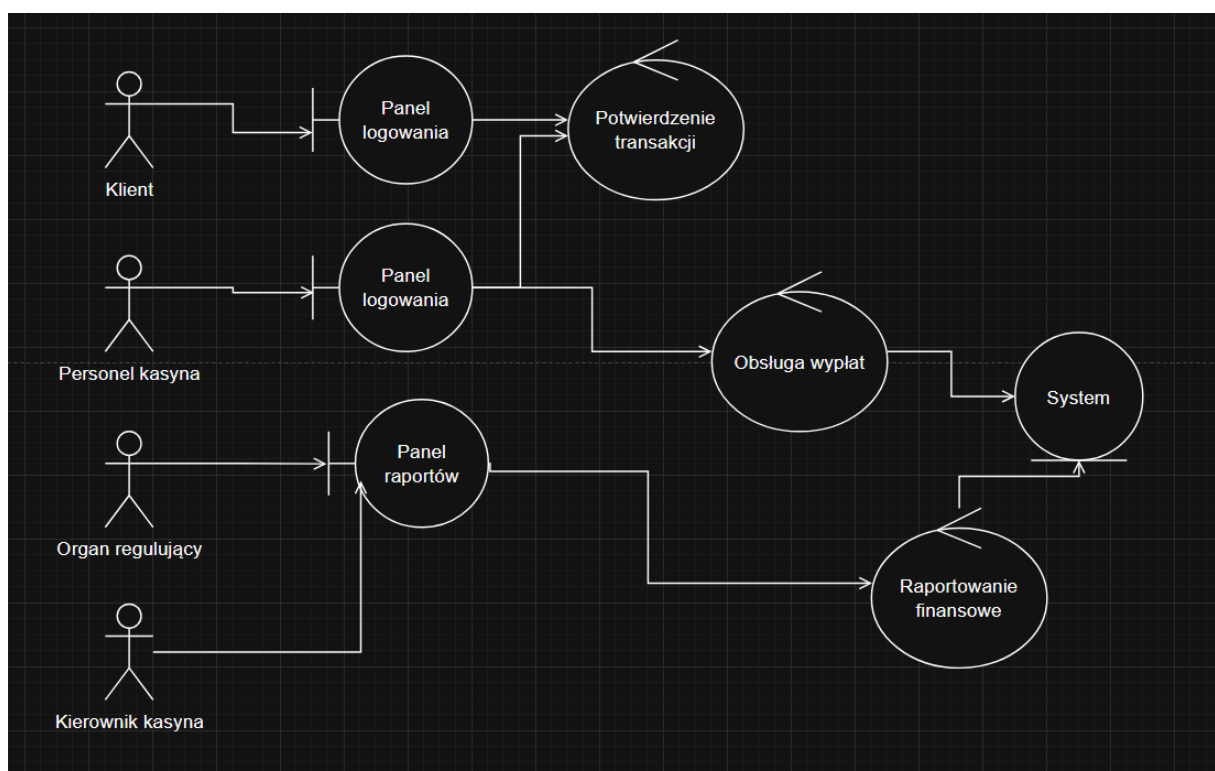 Klient
Panel
logowania
Potwierdzenie
transakcji
Personel kasyna
Panel
logowania
Obsługa wypłat
System
Organ regulujący
Panel
raportów
Raportowanie
finansowe
Kierownik kasyna